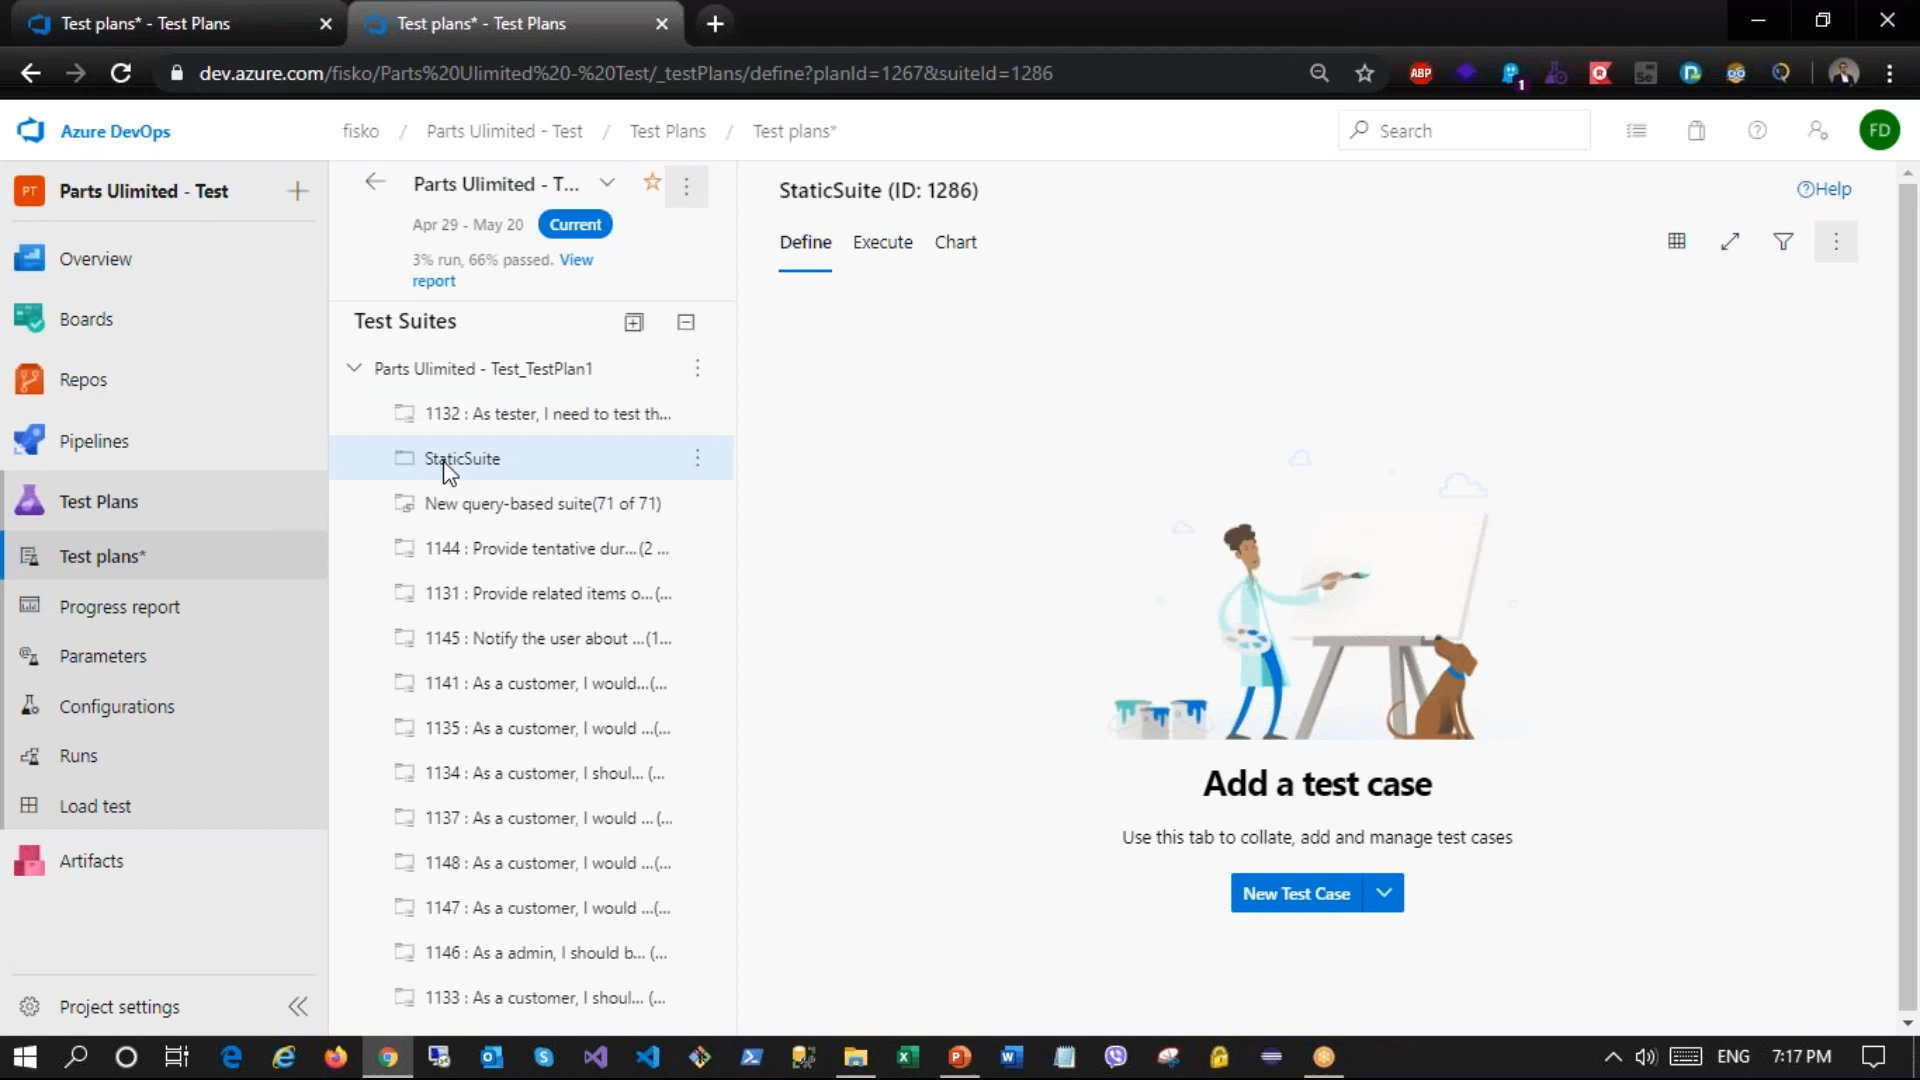 Test plans* - Test Plans
Test plans* - Test Plans
dev.azure.com/fisko/Parts%20Ulimited%20-%20Test/_testPlans/define?planId=1267&suiteId=1286
ABP
1
Se
Azure DevOps
fisko / Parts Ulimited - Test / Test Plans / Test plans*
Search
FD
PT Parts Ulimited - Test
Overview
Boards
Repos
Pipelines
Test Plans
Test plans*
Progress report
Parameters
Configurations
Runs
Load test
Artifacts
Project settings
Parts Ulimited - T...
Apr 29 - May 20 Current
3% run, 66% passed. View
report
Test Suites
Parts Ulimited - Test_TestPlan1
1132 : As tester, I need to test th...
StaticSuite
New query-based suite(71 of 71)
1144 : Provide tentative dur...(2 ...
1131 : Provide related items o...(...
1145 : Notify the user about ...(1...
1141 : As a customer, I would...(...
1135 : As a customer, I would ...(...
1134 : As a customer, I shoul... (...
1137 : As a customer, I would ... (...
1148 : As a customer, I would ...(...
1147 : As a customer, I would ...(...
1146 : As a admin, I should b... (...
1133 : As a customer, I shoul... (...
StaticSuite (ID: 1286)
Help
Define Execute Chart
Add a test case
Use this tab to collate, add and manage test cases
New Test Case
ENG 7:17 PM